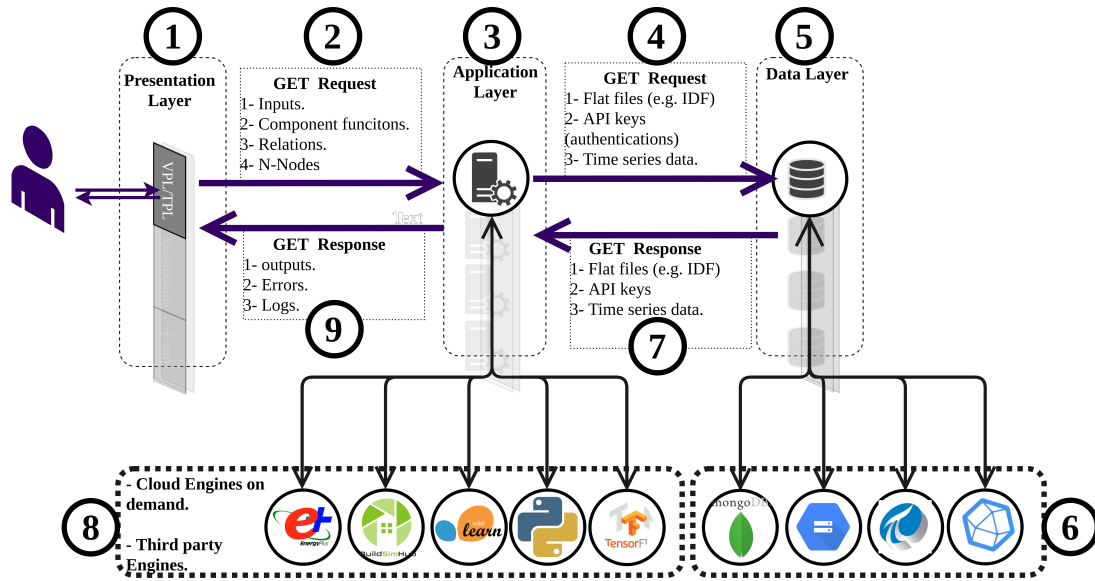 1
2
3
4
5
Presentation
Layer
GET Request
1- Inputs.
2- Component funcitons.
3- Relations.
4- N-Nodes
Application
Layer
GET Request
1- Flat files (e.g. IDF)
2- API keys
(authentications)
3- Time series data.
Data Layer
VPL/TPL
Text
GET Response
1- outputs.
2- Errors.
3- Logs.
9
GET Response
1- Flat files (e.g. IDF)
2- API keys
3- Time series data.
7
8
- Cloud Engines on
demand.
- Third party
Engines.
EnergyPlus
BuildSimHub
learn
TensorFl
mongoDB
6